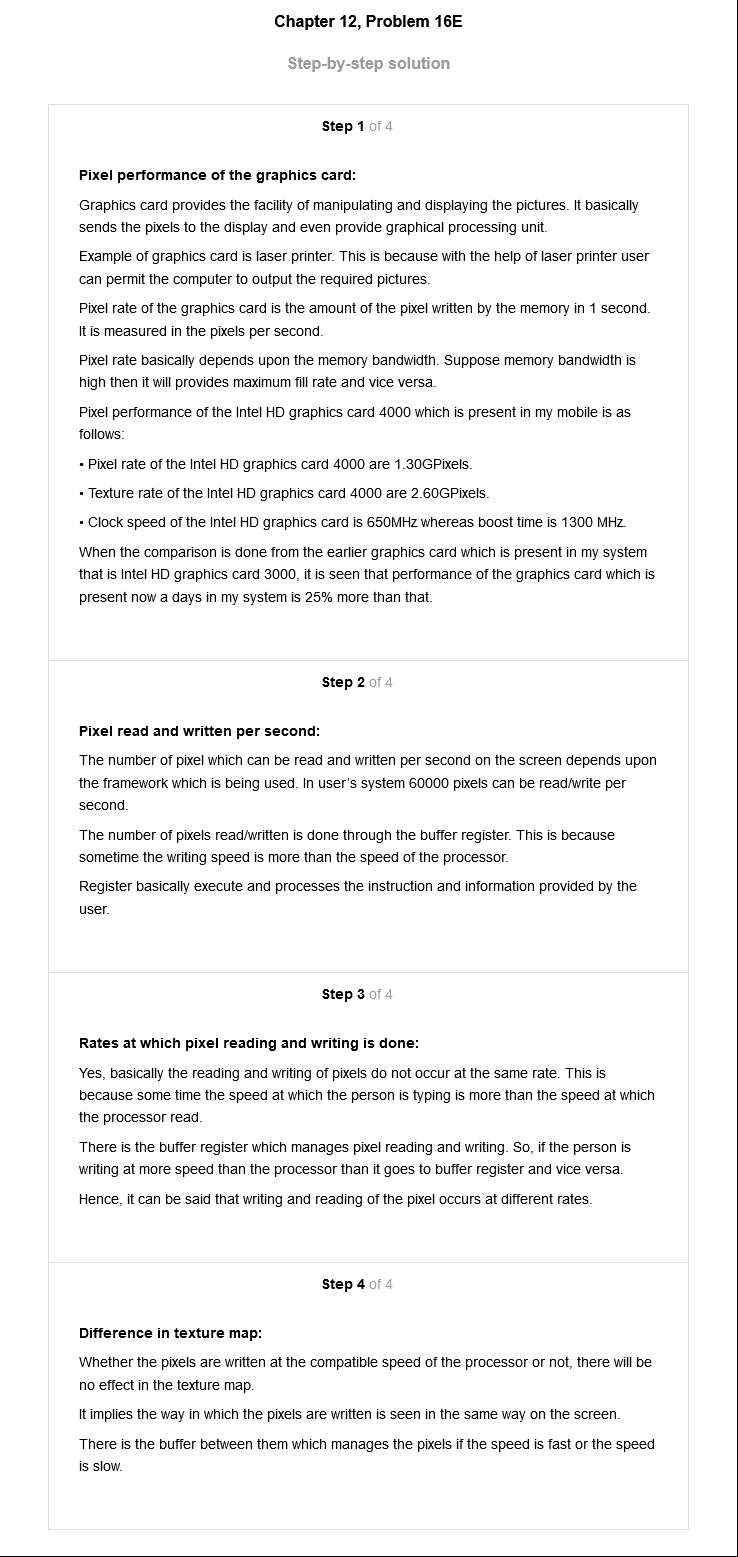 Chapter 12, Problem 16E
Step-by-step solution
Step 1 of 4
Pixel performance of the graphics card:
Graphics card provides the facility of manipulating and displaying the pictures. It basically
sends the pixels to the display and even provide graphical processing unit.
Example of graphics card is laser printer. This is because with the help of laser printer user
can permit the computer to output the required pictures.
Pixel rate of the graphics card is the amount of the pixel written by the memory in 1 second.
It is measured in the pixels per second.
Pixel rate basically depends upon the memory bandwidth. Suppose memory bandwidth is
high then it will provides maximum fill rate and vice versa.
Pixel performance of the Intel HD graphics card 4000 which is present in my mobile is as
follows:
• Pixel rate of the Intel HD graphics card 4000 are 1.30GPixels.
• Texture rate of the Intel HD graphics card 4000 are 2.60GPixels.
• Clock speed of the Intel HD graphics card is 650MHz whereas boost time is 1300 MHz.
When the comparison is done from the earlier graphics card which is present in my system
that is Intel HD graphics card 3000, it is seen that performance of the graphics card which is
present now a days in my system is 25% more than that.
Step 2 of 4
Pixel read and written per second:
The number of pixel which can be read and written per second on the screen depends upon
the framework which is being used. In user's system 60000 pixels can be read/write per
second.
The number of pixels read/written is done through the buffer register. This is because
sometime the writing speed is more than the speed of the processor.
Register basically execute and processes the instruction and information provided by the
user.
Step 3 of 4
Rates at which pixel reading and writing is done:
Yes, basically the reading and writing of pixels do not occur at the same rate. This is
because some time the speed at which the person is typing is more than the speed at which
the processor read.
There is the buffer register which manages pixel reading and writing. So, if the person is
writing at more speed than the processor than it goes to buffer register and vice versa.
Hence, it can be said that writing and reading of the pixel occurs at different rates.
Step 4 of 4
Difference in texture map:
Whether the pixels are written at the compatible speed of the processor or not, there will be
no effect in the texture map.
It implies the way in which the pixels are written is seen in the same way on the screen.
There is the buffer between them which manages the pixels if the speed is fast or the speed
is slow.